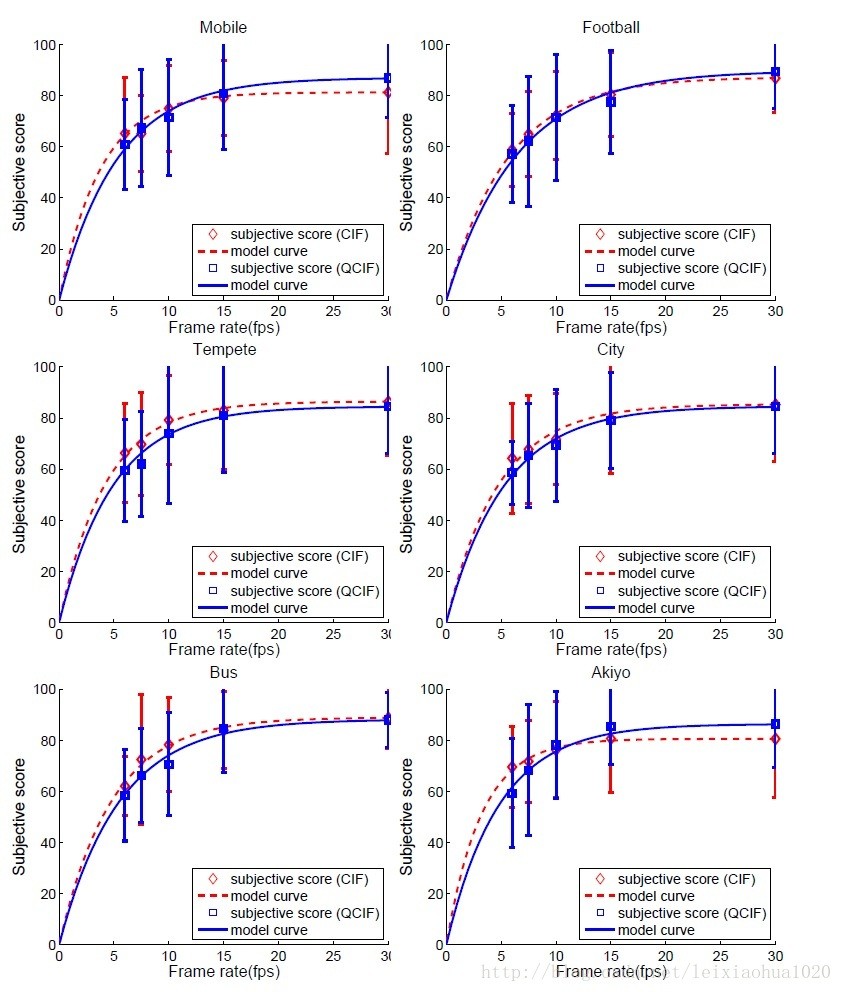 Mobile
Subjective score
100
80
60
40
20
0
subjective score (CIF)
model curve
subjective score (QCIF)
model curve
0 5 10 15 20 25 30
Frame rate(fps)
Football
Subjective score
100
80
60
40
20
0
subjective score (CIF)
model curve
subjective score (QCIF)
model curve
0 5 10 15 20 25 30
Frame rate(fps)
Tempete
Subjective score
100
80
60
40
20
0
subjective score (CIF)
model curve
subjective score (QCIF)
model curve
0 5 10 15 20 25 30
Frame rate(fps)
City
Subjective score
100
80
60
40
20
0
subjective score (CIF)
model curve
subjective score (QCIF)
model curve
0 5 10 15 20 25 30
Frame rate(fps)
Bus
Subjective score
100
80
60
40
20
0
subjective score (CIF)
model curve
subjective score (QCIF)
model curve
0 5 10 15 20 25 30
Frame rate(fps)
Akiyo
Subjective score
100
80
60
40
20
0
subjective score (CIF)
model curve
subjective score (QCIF)
model curve
0 5 10 15 20 25 30
Frame rate(fps)
http://blog.csdn.net/leixiaohua1020